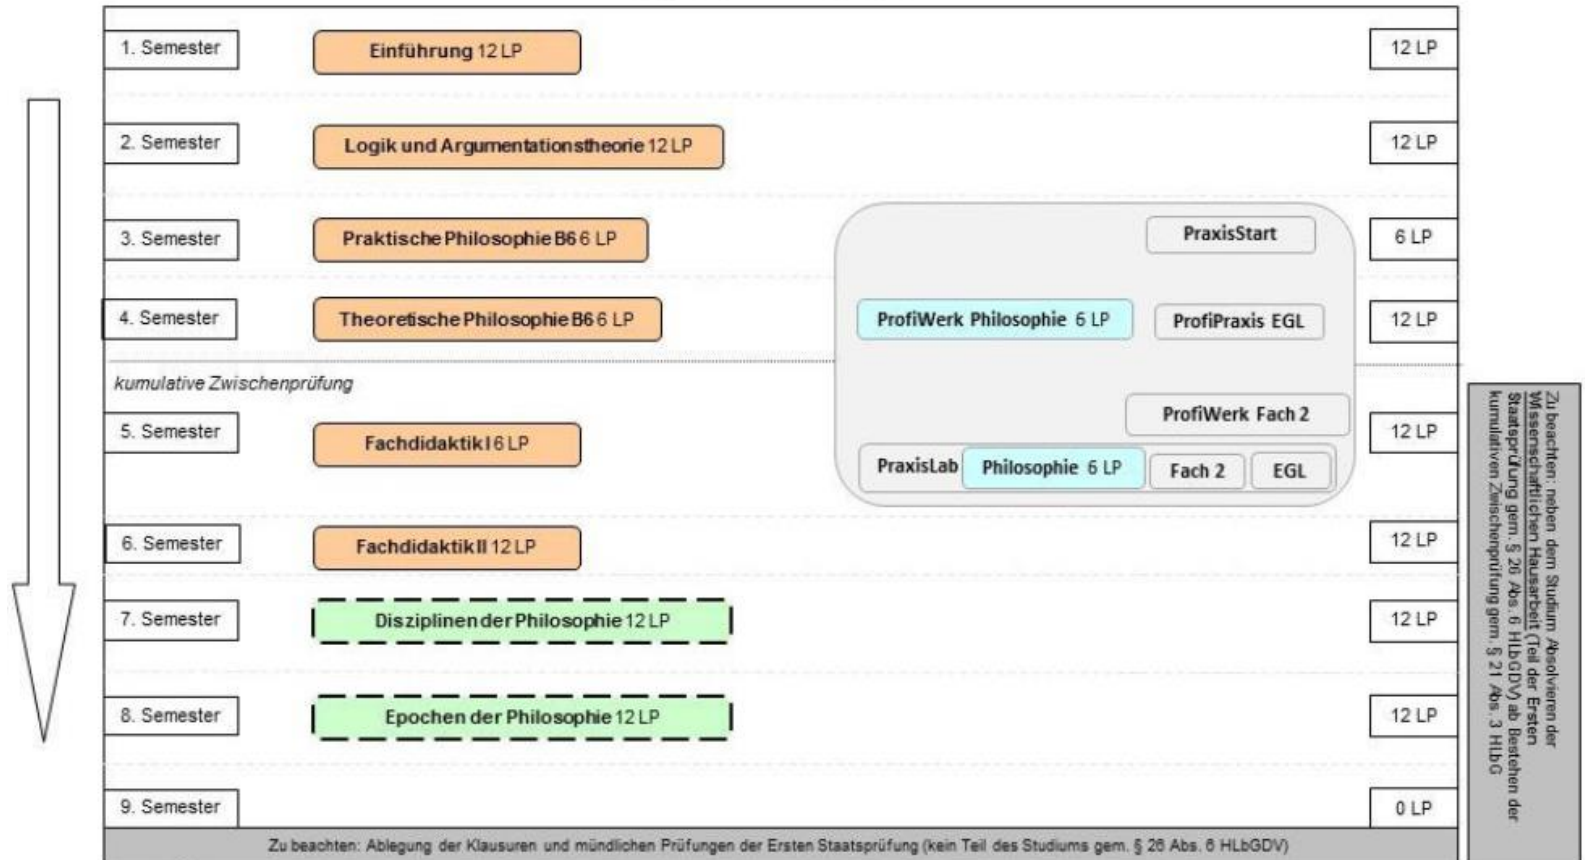 1. Semester
Einführung 12 LP
12 LP
2. Semester
Logik und Argumentationstheorie 12 LP
12 LP
3. Semester
Praktische Philosophie B6 6 LP
PraxisStart
6 LP
4. Semester
Theoretische Philosophie B6 6 LP
ProfiWerk Philosophie 6 LP
ProfiPraxis EGL
12 LP
kumulative Zwischenprüfung
5. Semester
Fachdidaktik I 6 LP
ProfiWerk Fach 2
PraxisLab
Philosophie 6 LP
Fach 2
EGL
12 LP
6. Semester
Fachdidaktik II 12 LP
12 LP
7. Semester
Disziplinen der Philosophie 12 LP
12 LP
8. Semester
Epochen der Philosophie 12 LP
12 LP
9. Semester
0 LP
Zu beachten: Ablegung der Klausuren und mündlichen Prüfungen der Ersten Staatsprüfung (kein Teil des Studiums gem. § 26 Abs. 6 HLbGDV)
Zu beachten: neben dem Studium Absolvieren der
Wissenschaftlichen Hausarbeit (Teil der Ersten
Staatsprüfung gem. § 26 Abs. 6 HLbGDV) ab Bestehen der
kumulativen Zwischenprüfung gem. § 21 Abs. 3 HLbG